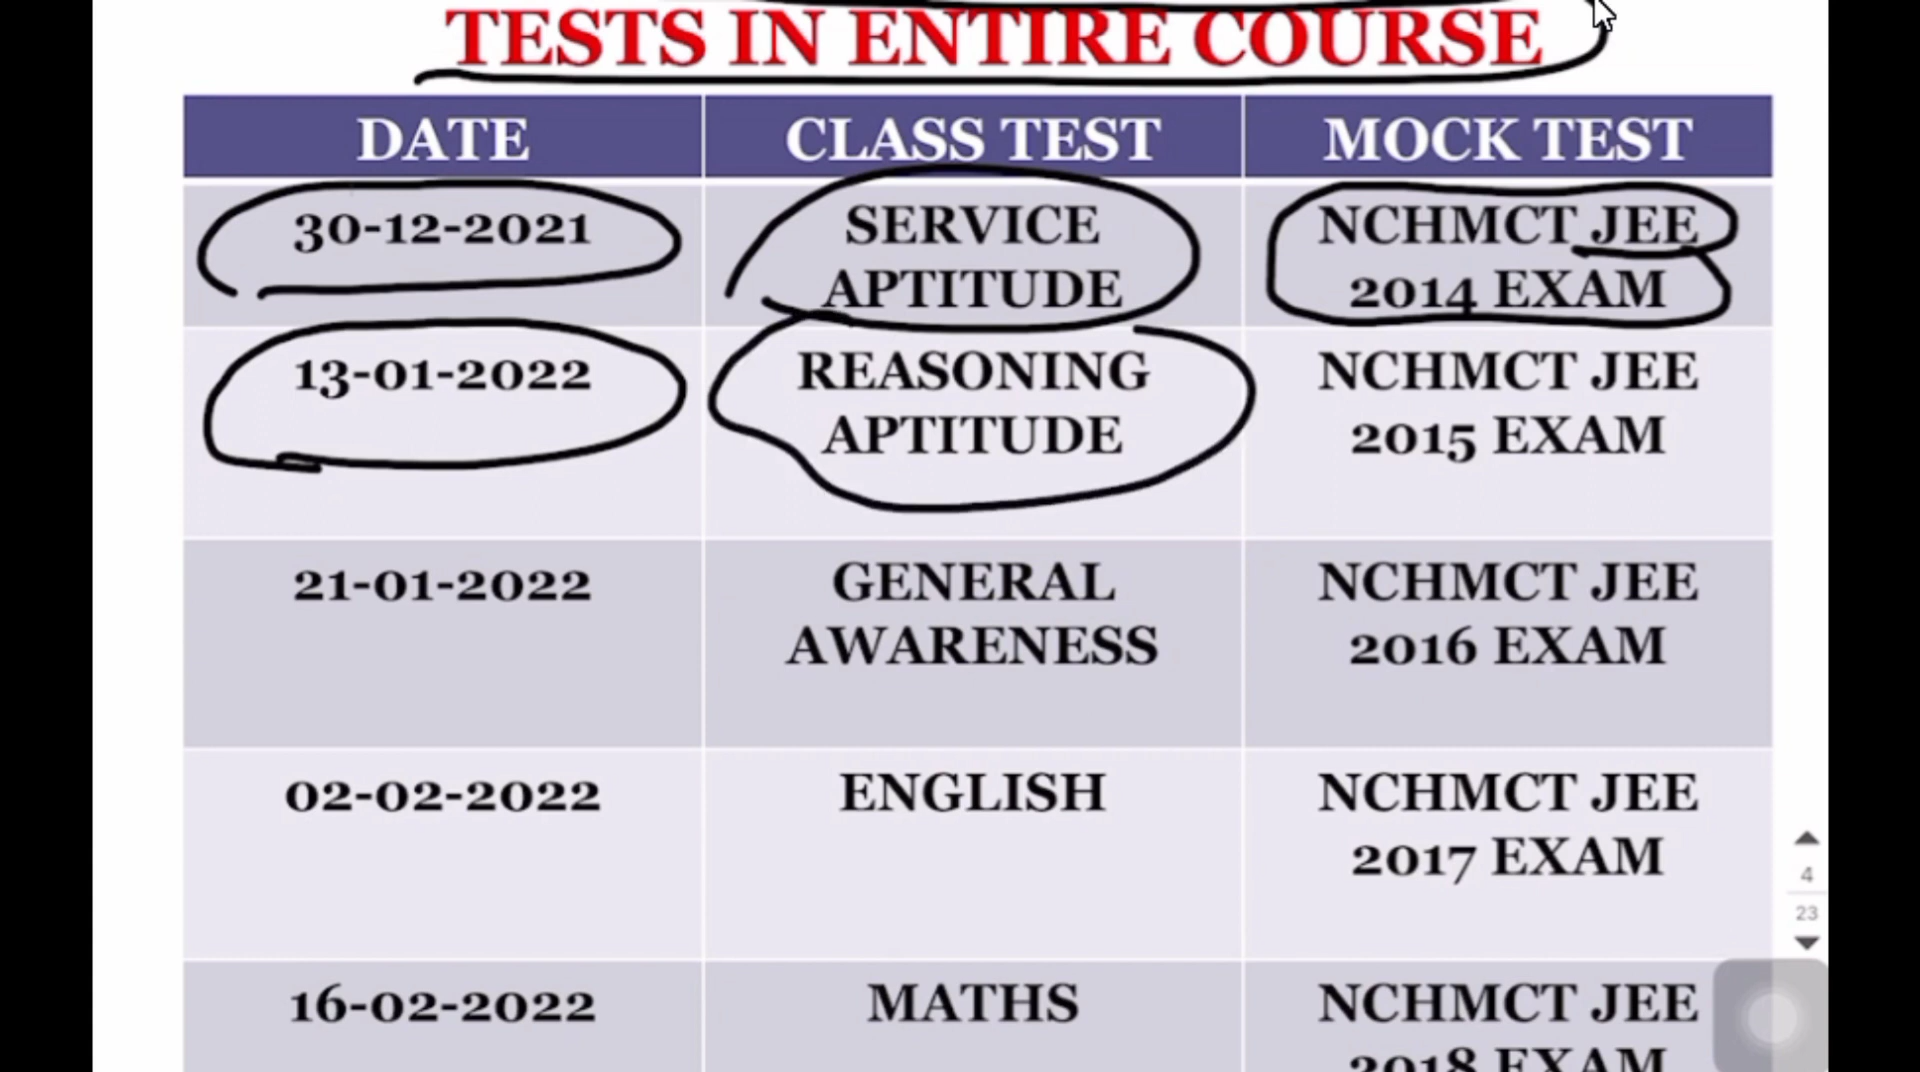 TESTS IN ENTIRE COURSE
DATE CLASS TEST MOCK TEST
30-12-2021 SERVICE NCHMCT JEE
APTITUDE 2014 EXAM
13-01-2022 REASONING NCHMCT JEE
APTITUDE 2015 EXAM
21-01-2022 GENERAL NCHMCT JEE
AWARENESS 2016 EXAM
02-02-2022 ENGLISH NCHMCT JEE
2017 EXAM
4
23
16-02-2022 MATHS NCHMCT JEE
2018 EXAM